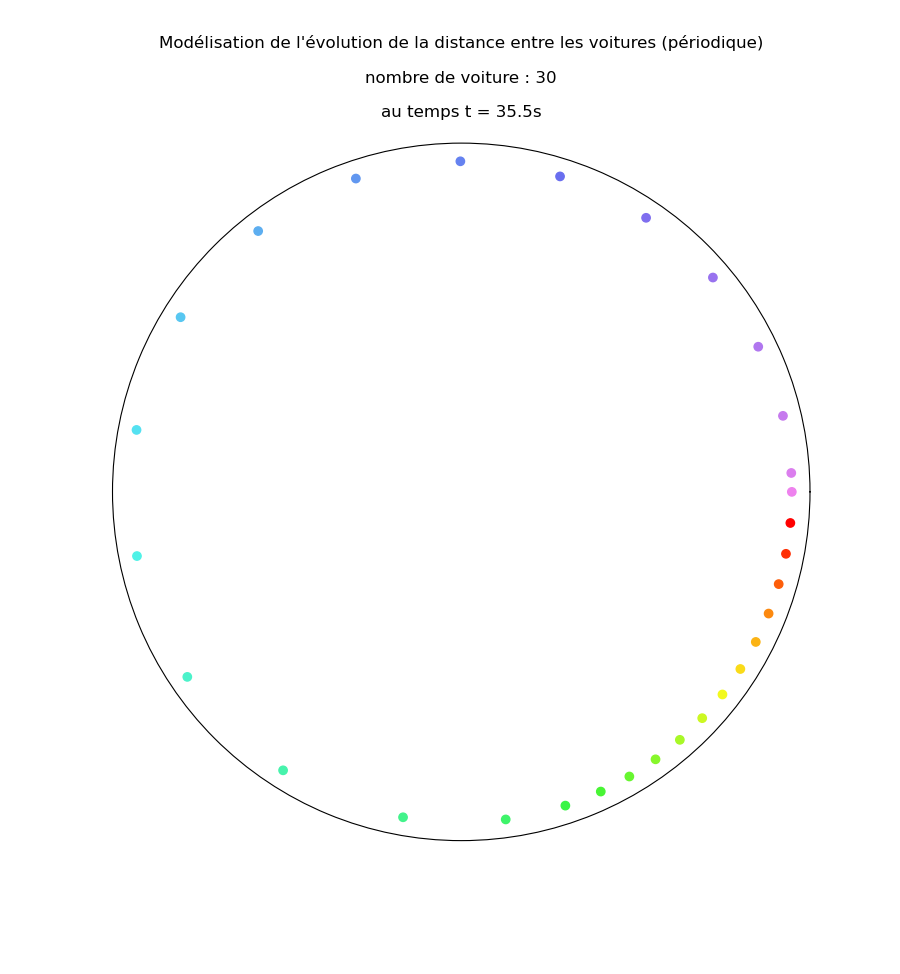 Modélisation de l'évolution de la distance entre les voitures (périodique)
nombre de voiture : 30
au temps t = 35.5s